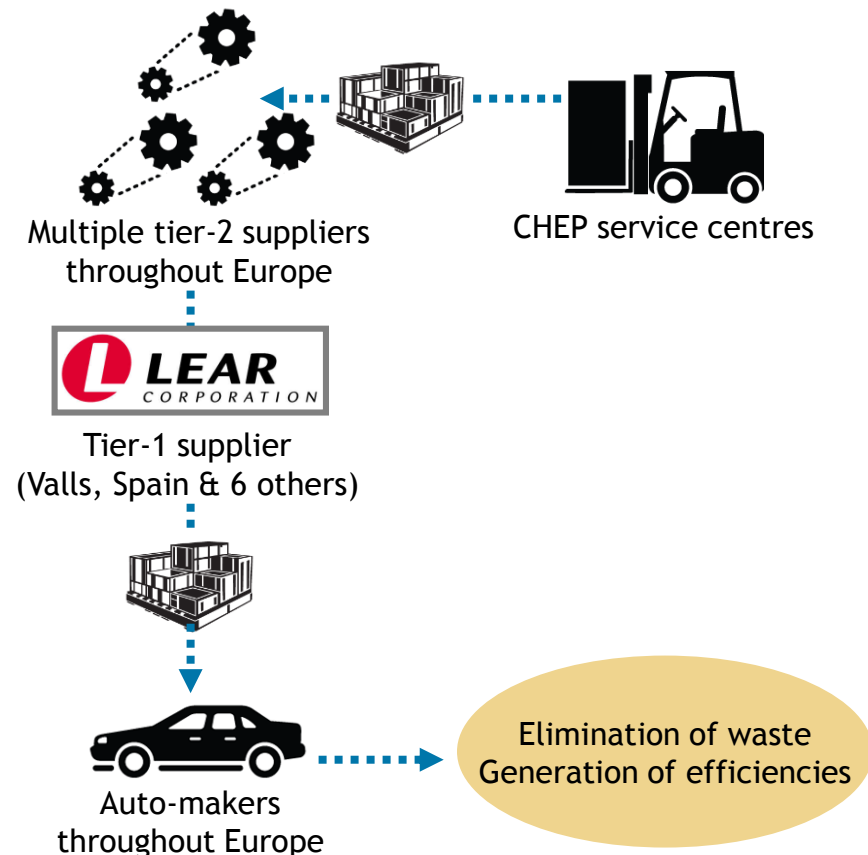 Multiple tier-2 suppliers
throughout Europe
CHEP service centres
L LEAR
CORPORATION
Tier-1 supplier
(Valls, Spain & 6 others)
Auto-makers
throughout Europe
Elimination of waste
Generation of efficiencies